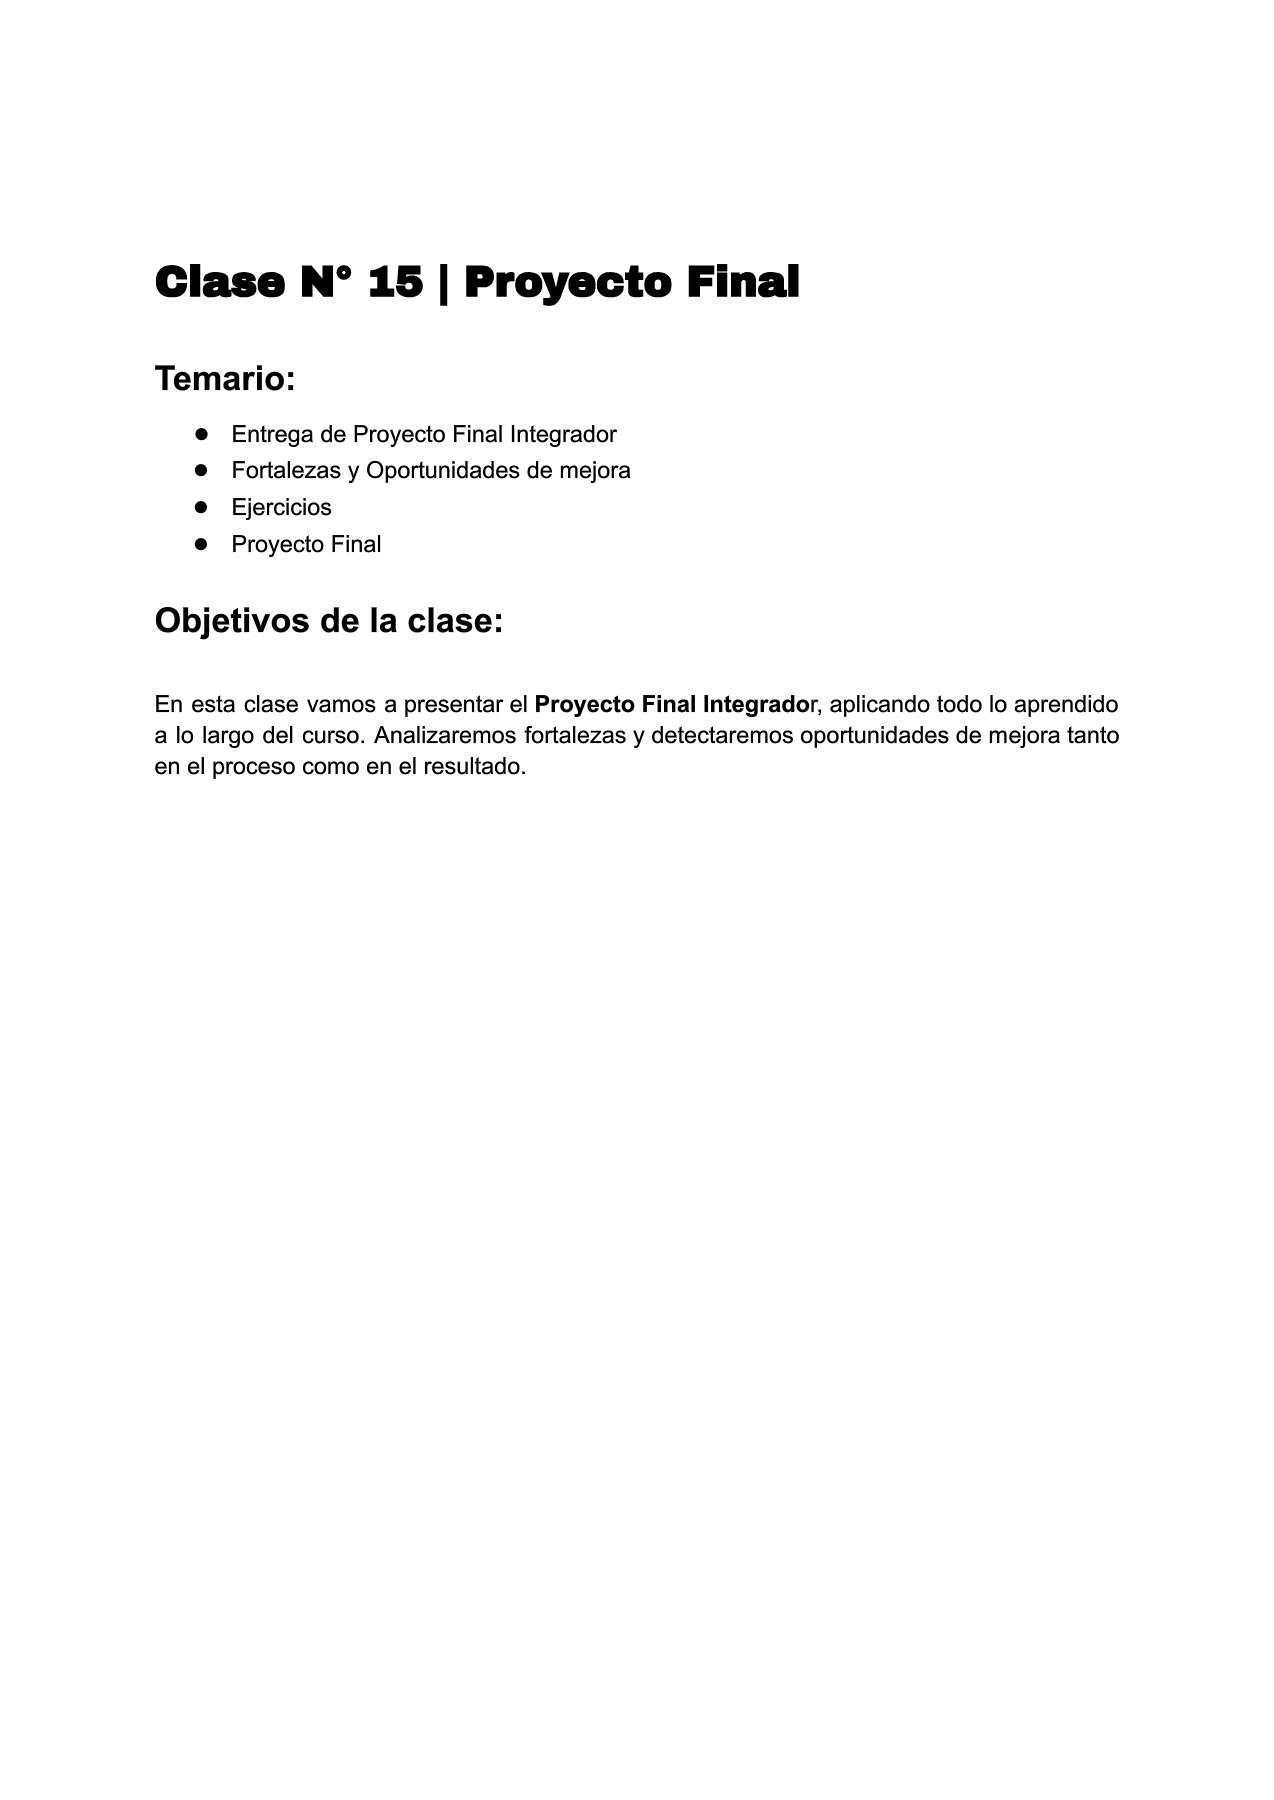 Clase N° 15 | Proyecto Final
Temario:
● Entrega de Proyecto Final Integrador
● Fortalezas y Oportunidades de mejora
● Ejercicios
● Proyecto Final
Objetivos de la clase:
En esta clase vamos a presentar el Proyecto Final Integrador, aplicando todo lo aprendido
a lo largo del curso. Analizaremos fortalezas y detectaremos oportunidades de mejora tanto
en el proceso como en el resultado.